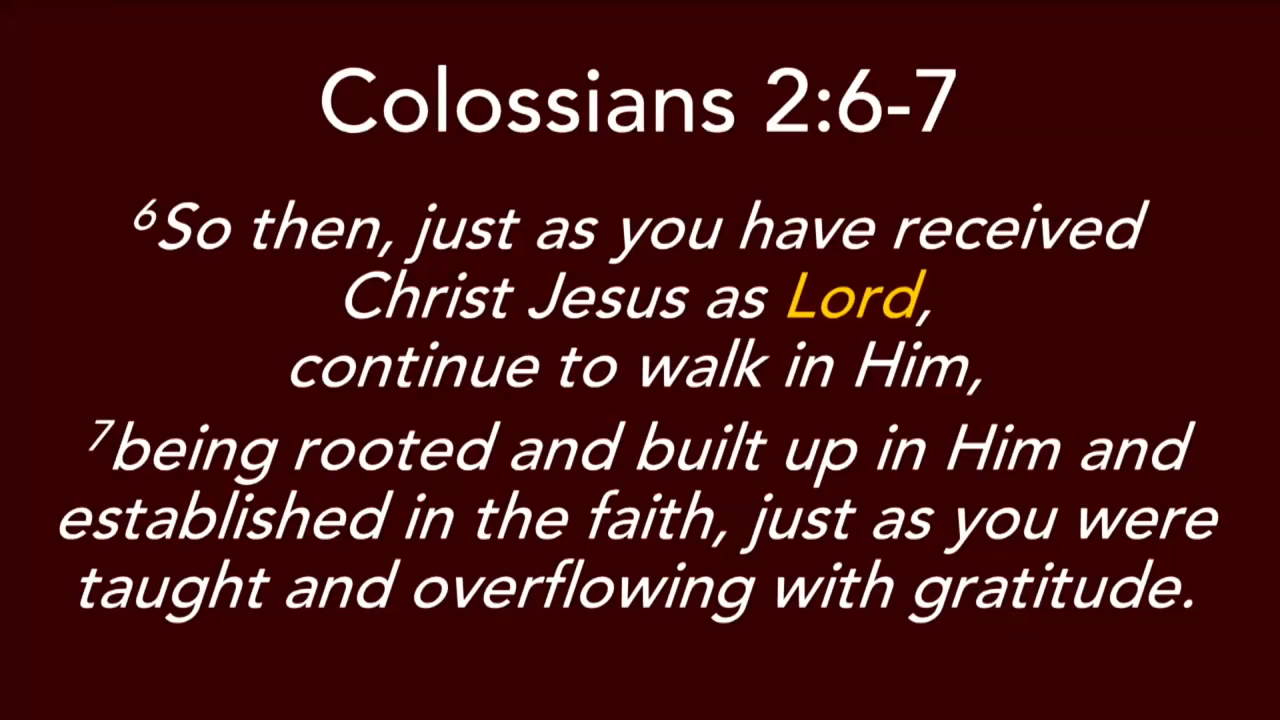 Colossians 2:6-7
⁶So then, just as you have received
Christ Jesus as Lord,
continue to walk in Him,
⁷being rooted and built up in Him and
established in the faith, just as you were
taught and overflowing with gratitude.